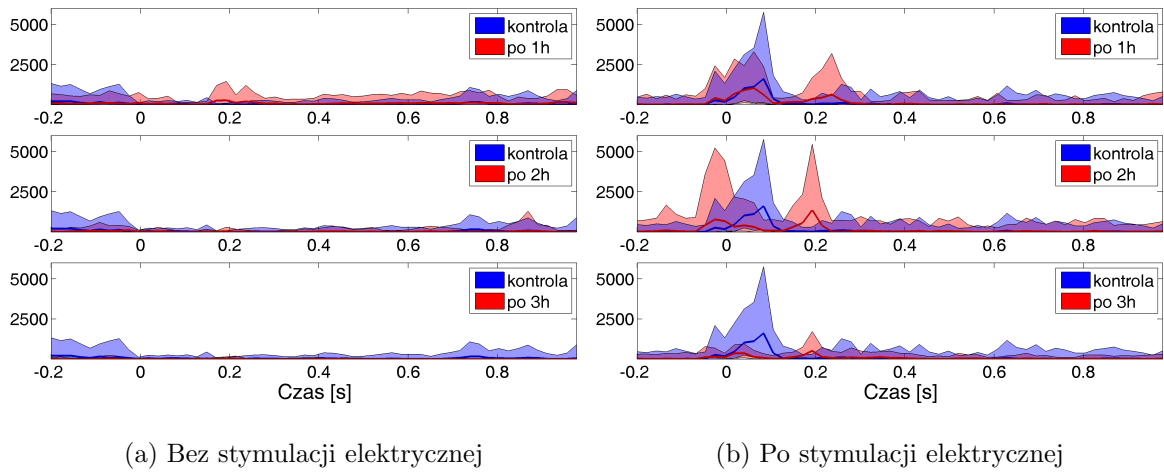 5000
2500
kontrola
po 1h
-0.2 0 0.2 0.4 0.6 0.8
5000
2500
kontrola
po 2h
-0.2 0 0.2 0.4 0.6 0.8
5000
2500
kontrola
po 3h
-0.2 0 0.2 0.4 0.6 0.8
Czas [s]
(a) Bez stymulacji elektrycznej
5000
2500
kontrola
po 1h
-0.2 0 0.2 0.4 0.6 0.8
5000
2500
kontrola
po 2h
-0.2 0 0.2 0.4 0.6 0.8
5000
2500
kontrola
po 3h
-0.2 0 0.2 0.4 0.6 0.8
Czas [s]
(b) Po stymulacji elektrycznej